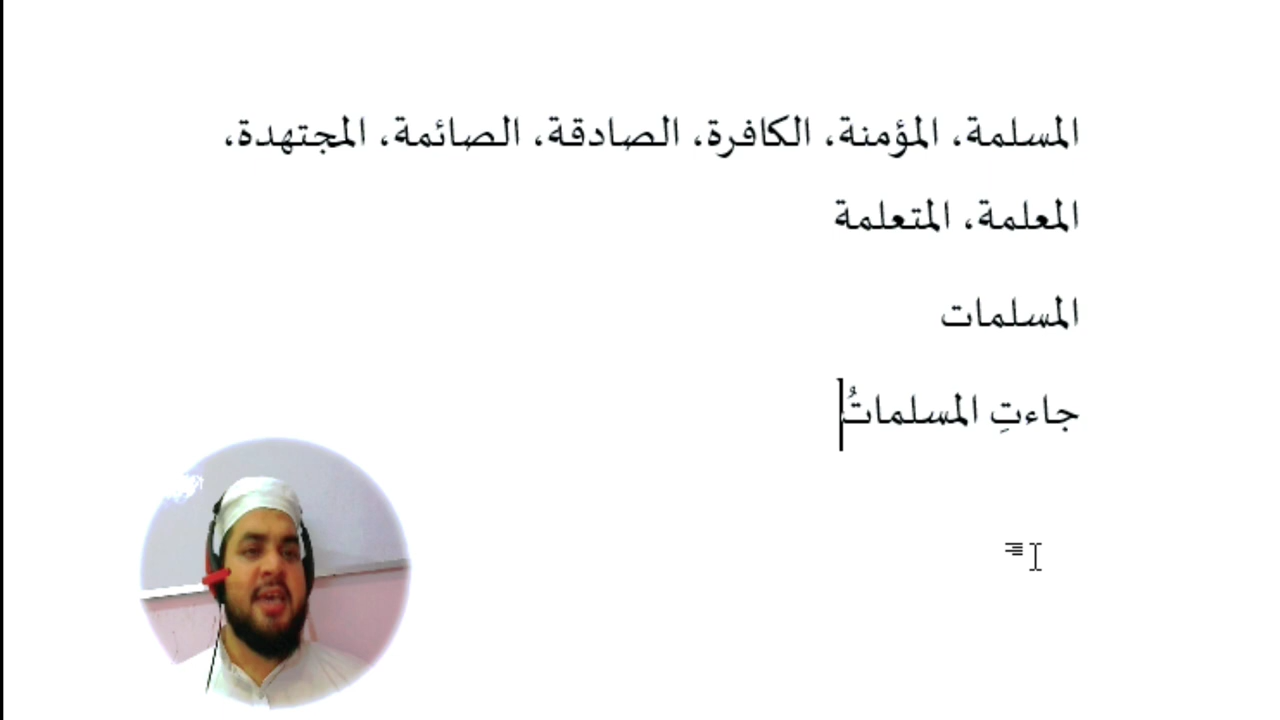 المسلمة، المؤمنة، الكافرة، الصادقة، الصائمة، المجتهدة،
المعلمة، المتعلمة
المسلمات
جاءتِ المسلماتُ